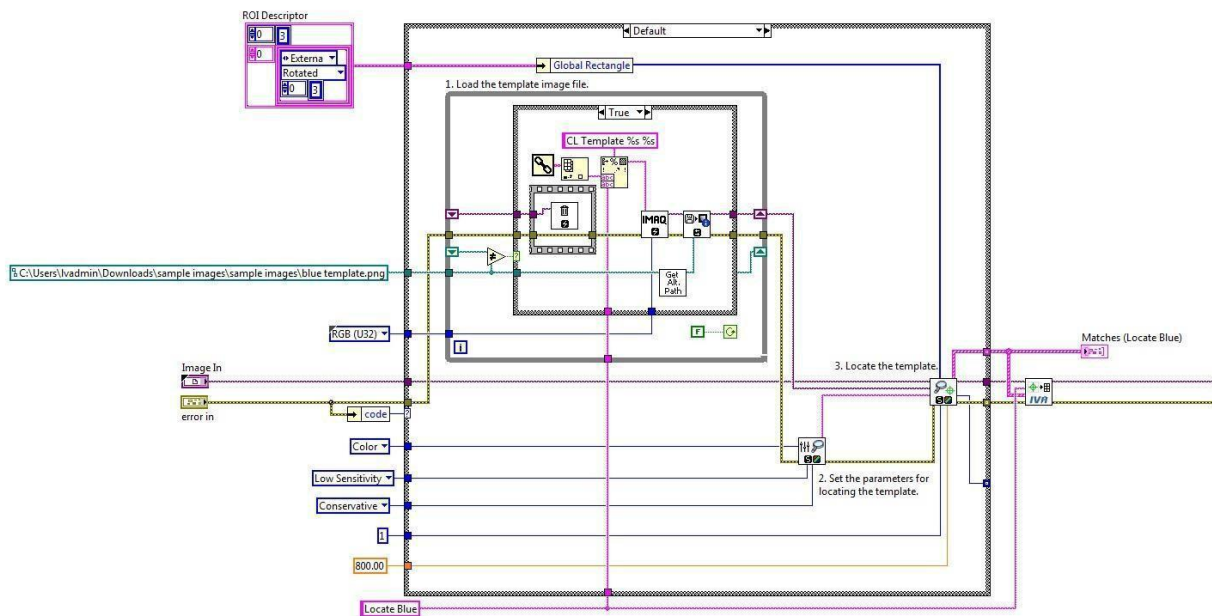 ROI Descriptor
0
3
0
Externa
Rotated
0
3
Default
Global Rectangle
1. Load the template image file.
True
CL Template %s %s
IMAQ
C:\Users\lvadmin\Downloads\sample images\sample images\blue template.png
Get
Alt.
Path
RGB (U32)
F
i
Image In
error in
code
3. Locate the template.
Matches (Locate Blue)
IVA
Color
Low Sensitivity
2. Set the parameters for
locating the template.
Conservative
1
800.00
Locate Blue